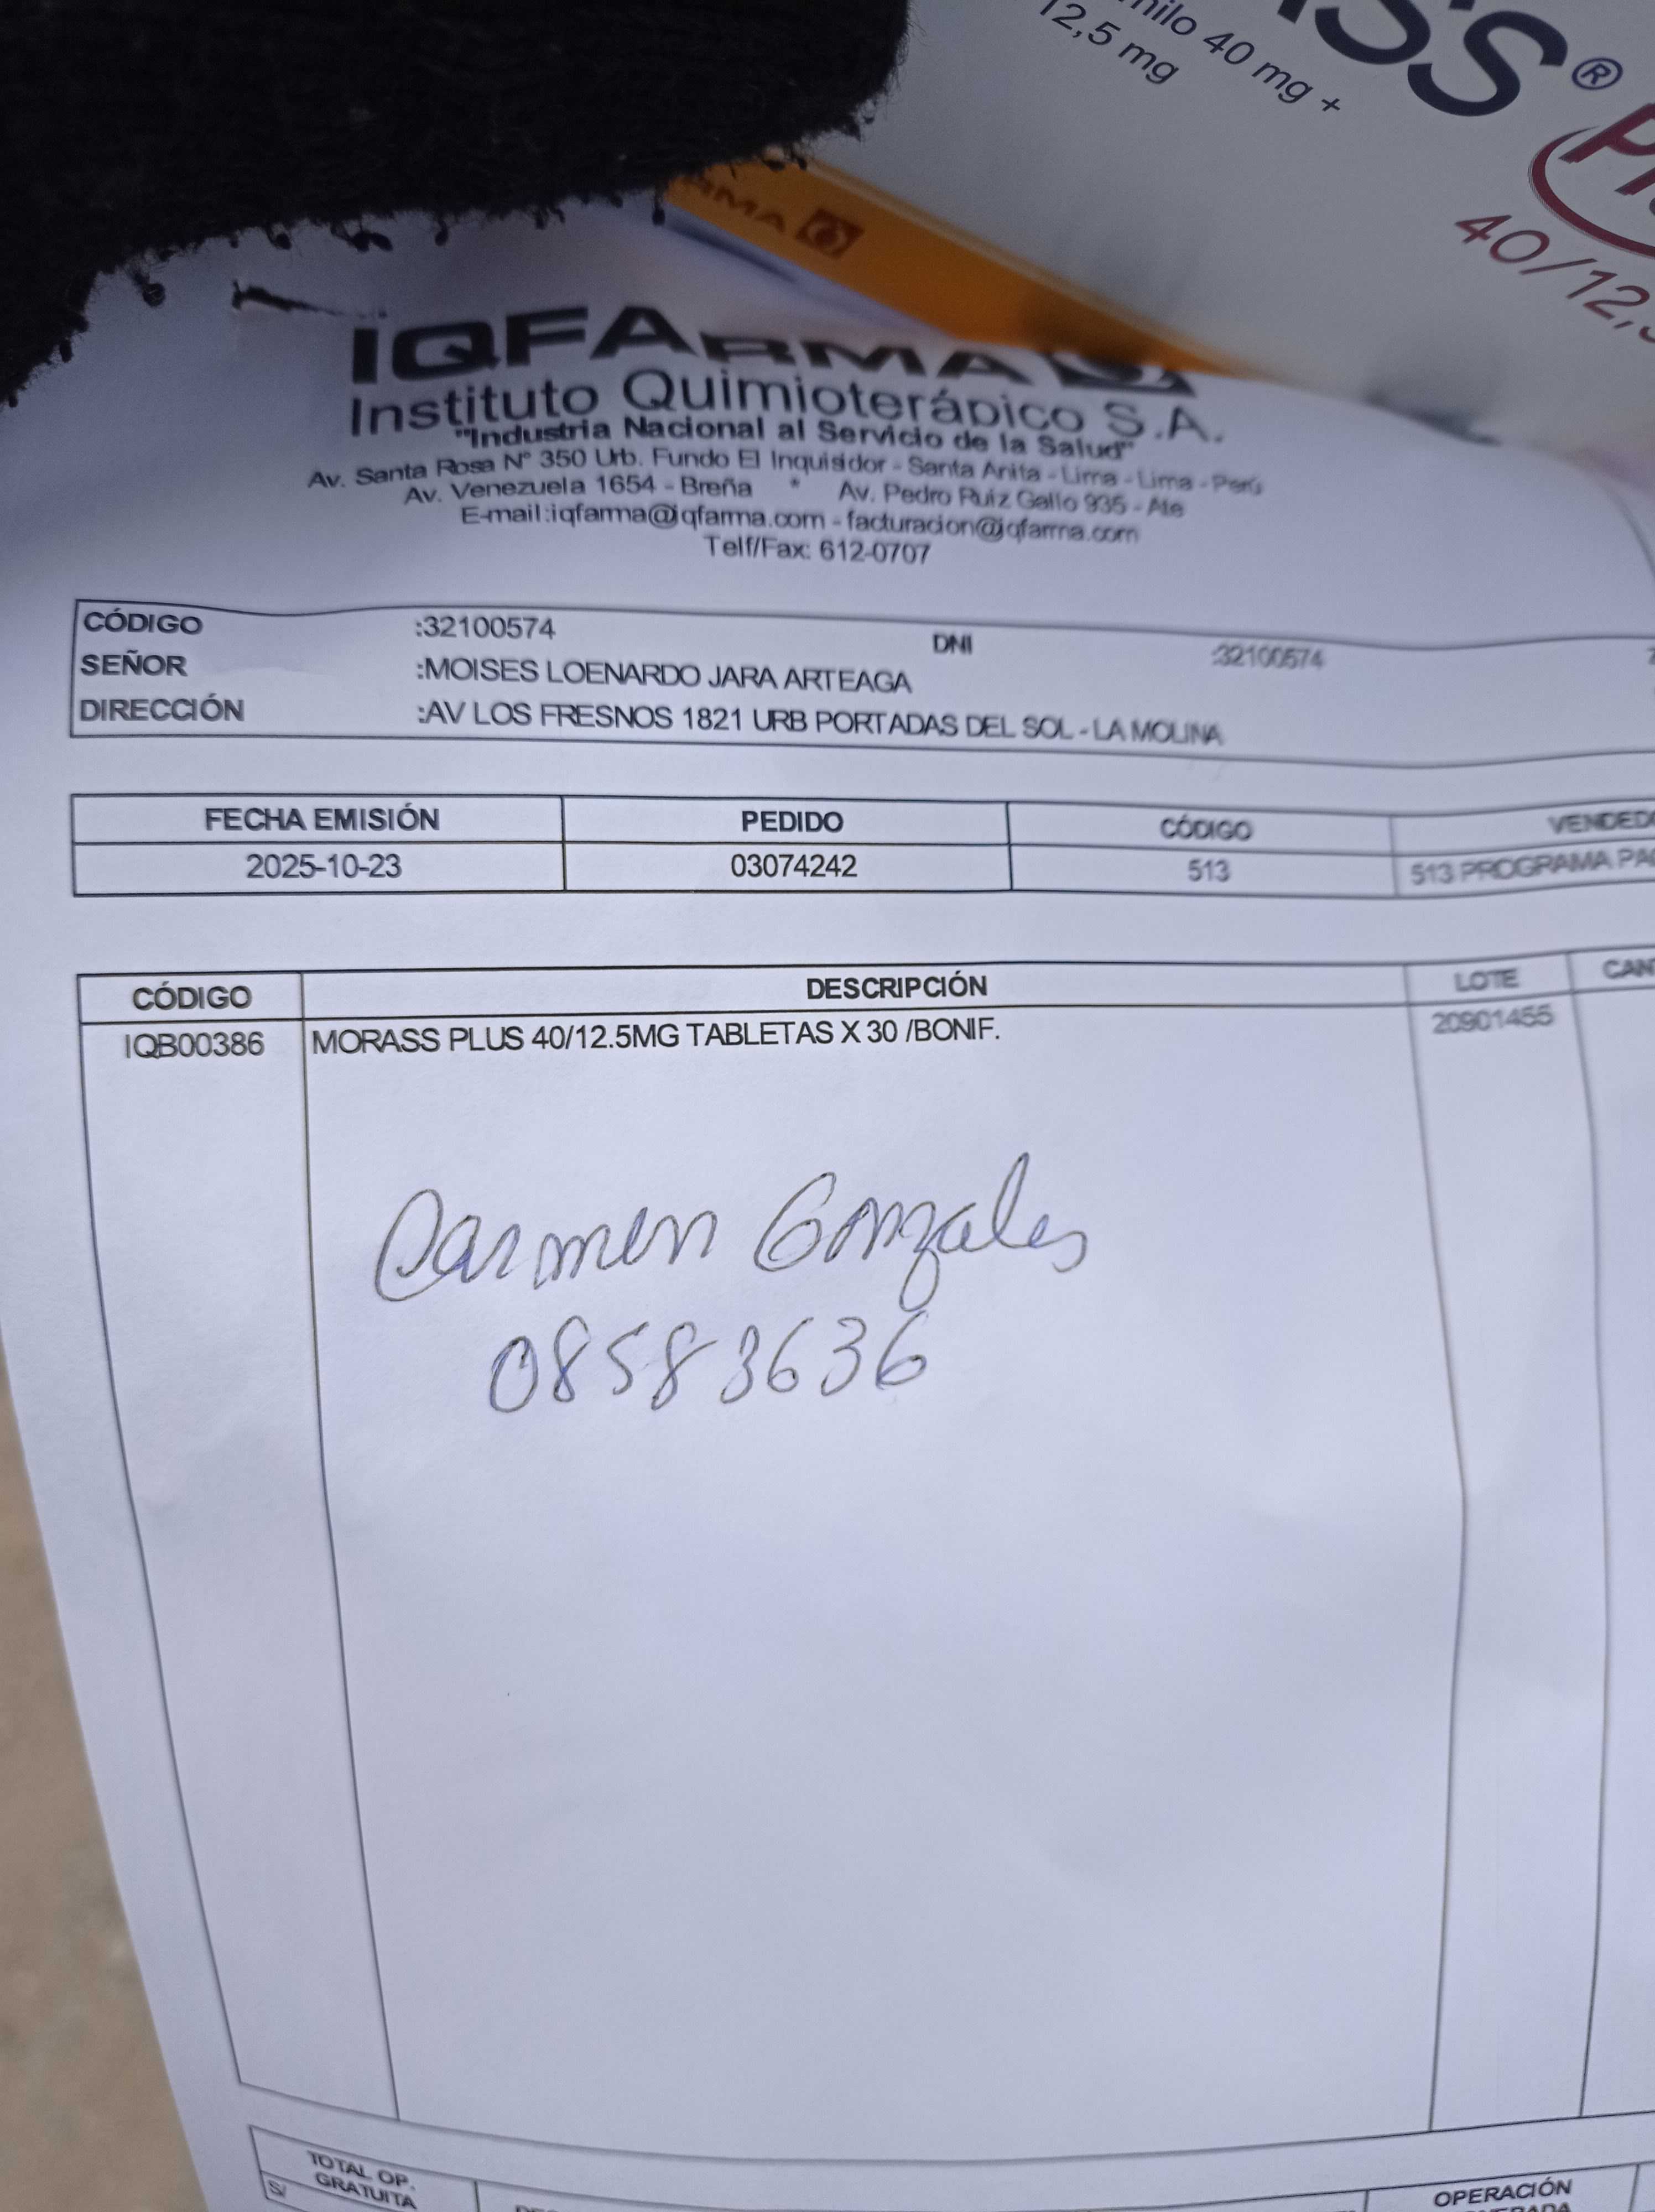 SS®
nilo 40 mg +
12,5 mg
40/12,
RMA
IQFARMA
Instituto Quimioterápico S.A.
"Industria Nacional al Servicio de la Salud"
Av. Santa Rosa N° 350 Urb. Fundo El Inquisidor - Santa Anita - Lima - Lima - Perú
Av. Venezuela 1654 - Breña * Av. Pedro Ruiz Gallo 935 - Ate
E-mail:iqfarma@iqfarma.com - facturacion@iqfarma.com
Telf/Fax: 612-0707
CÓDIGO :32100574 DNI :32100574
SEÑOR :MOISES LOENARDO JARA ARTEAGA
DIRECCIÓN :AV LOS FRESNOS 1821 URB PORTADAS DEL SOL - LA MOLINA
FECHA EMISIÓN PEDIDO CÓDIGO VENDEDO
2025-10-23 03074242 513 513 PROGRAMA PA
CÓDIGO DESCRIPCIÓN LOTE CAN
IQB00386 MORASS PLUS 40/12.5MG TABLETAS X 30 /BONIF. 20901455
Carmen Gonzales
08583636
TOTAL OP.
GRATUITA
S/
OPERACIÓN